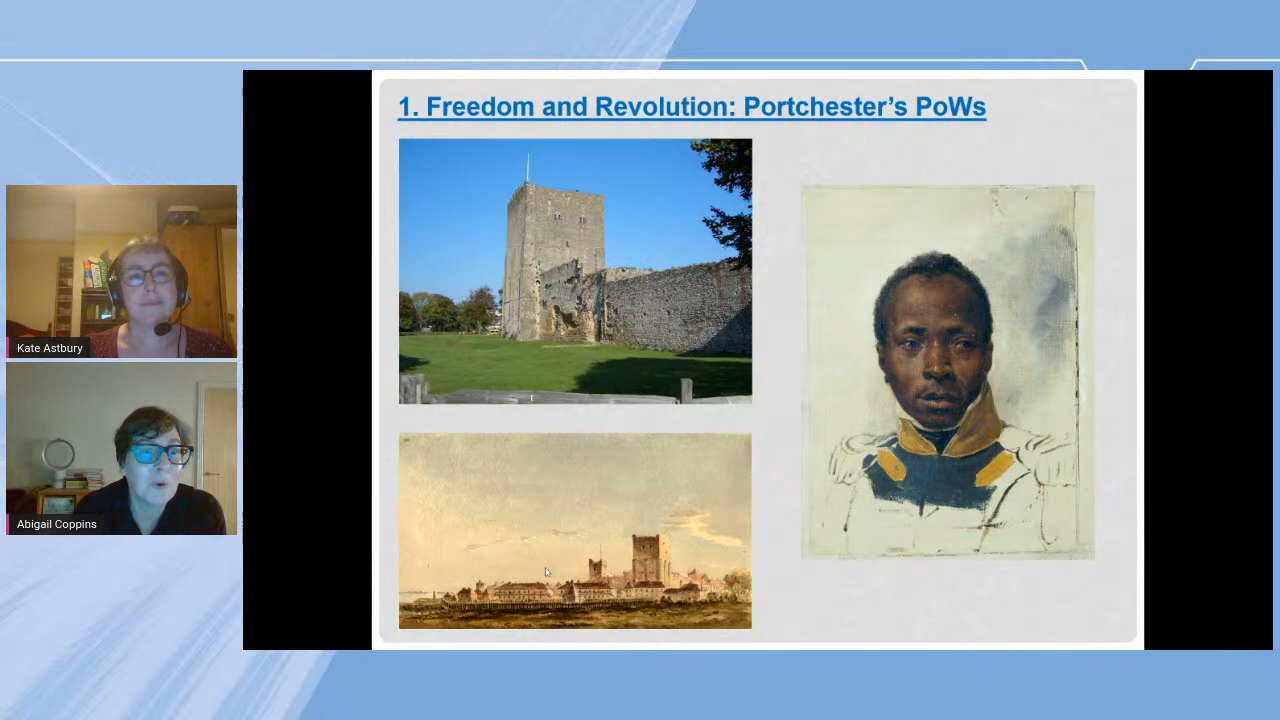 1. Freedom and Revolution: Portchester’s PoWs
Kate Astbury
Abigail Coppins